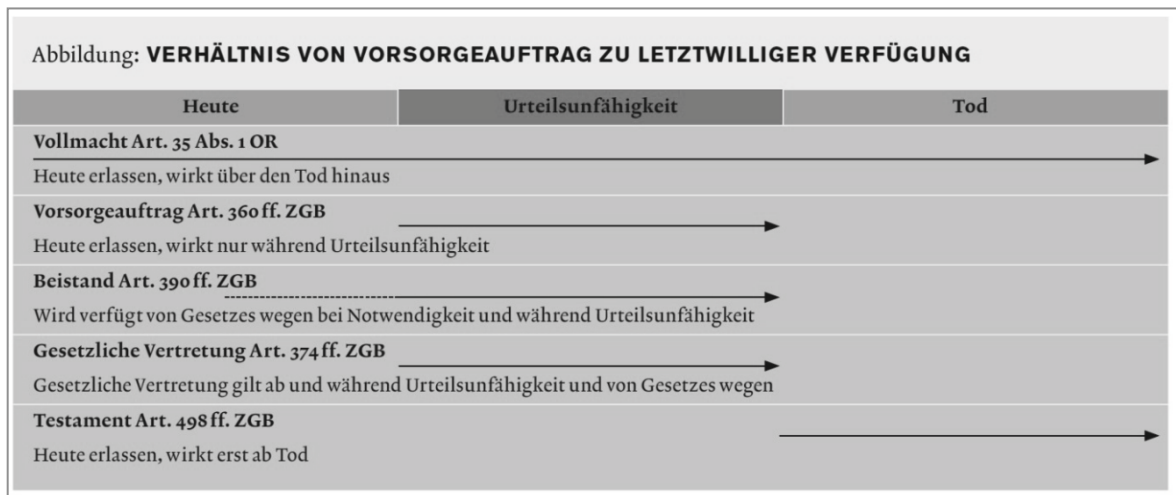 Abbildung: VERHÄLTNIS VON VORSORGEAUFTRAG ZU LETZTWILLIGER VERFÜGUNG
Heute Urteilsunfähigkeit Tod
Vollmacht Art. 35 Abs. 1 OR
Heute erlassen, wirkt über den Tod hinaus
Vorsorgeauftrag Art. 360 ff. ZGB
Heute erlassen, wirkt nur während Urteilsunfähigkeit
Beistand Art. 390 ff. ZGB
Wird verfügt von Gesetzes wegen bei Notwendigkeit und während Urteilsunfähigkeit
Gesetzliche Vertretung Art. 374 ff. ZGB
Gesetzliche Vertretung gilt ab und während Urteilsunfähigkeit und von Gesetzes wegen
Testament Art. 498 ff. ZGB
Heute erlassen, wirkt erst ab Tod